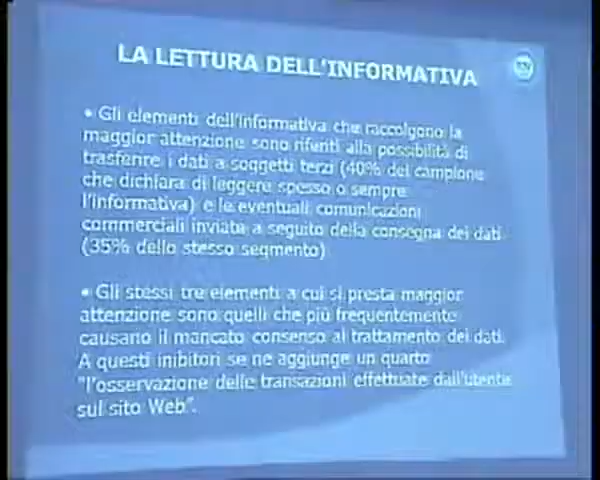 LA LETTURA DELL'INFORMATIVA
• Gli elementi dell'informativa che raccolgono la
maggior attenzione sono riferiti alla possibilità di
trasferire i dati a soggetti terzi (40% del campione
che dichiara di leggere spesso o sempre
l'informativa) e le eventuali comunicazioni
commerciali inviate a seguito della consegna dei dati
(35% dello stesso segmento)
• Gli stessi tre elementi a cui si presta maggior
attenzione sono quelli che più frequentemente
causano il mancato consenso al trattamento dei dati.
A questi inibitori se ne aggiunge un quarto
"l'osservazione delle transazioni effettuate dall'utente
sul sito Web".